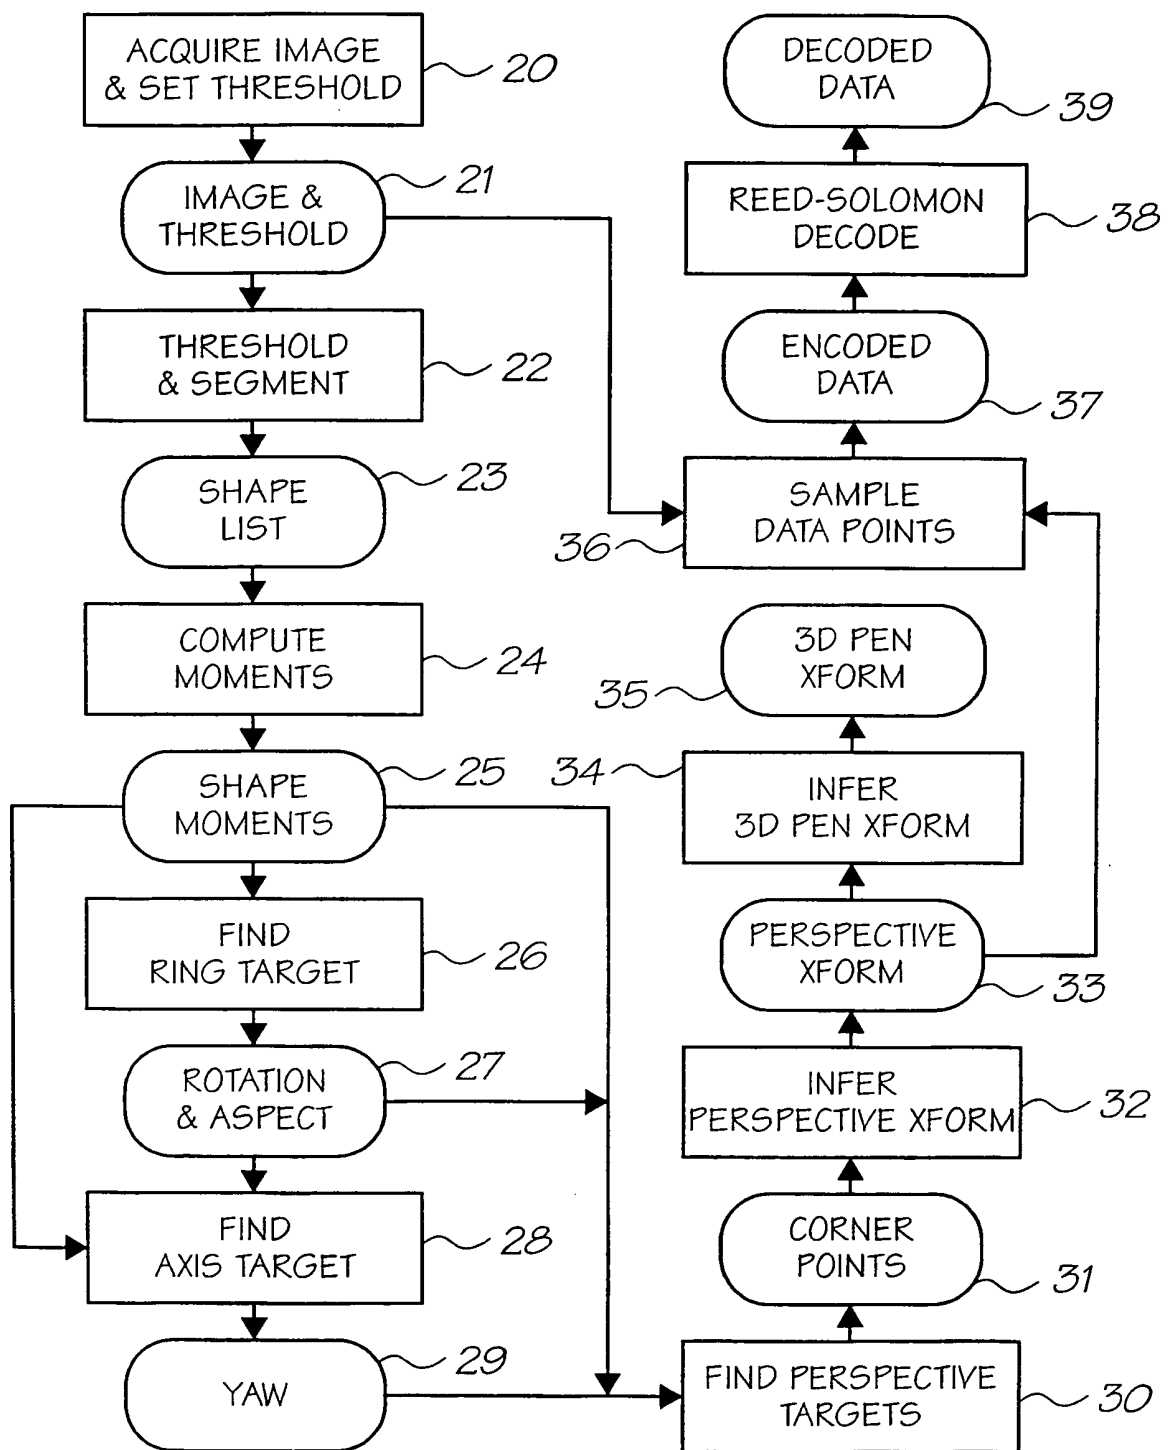 ACQUIRE IMAGE
& SET THRESHOLD
20
IMAGE &
THRESHOLD
21
THRESHOLD
& SEGMENT
22
SHAPE
LIST
23
COMPUTE
MOMENTS
24
SHAPE
MOMENTS
25
FIND
RING TARGET
26
ROTATION
& ASPECT
27
FIND
AXIS TARGET
28
YAW
29
DECODED
DATA
39
REED-SOLOMON
DECODE
38
ENCODED
DATA
37
SAMPLE
DATA POINTS
36
3D PEN
XFORM
35
34
INFER
3D PEN XFORM
PERSPECTIVE
XFORM
33
INFER
PERSPECTIVE XFORM
32
CORNER
POINTS
31
FIND PERSPECTIVE
TARGETS
30